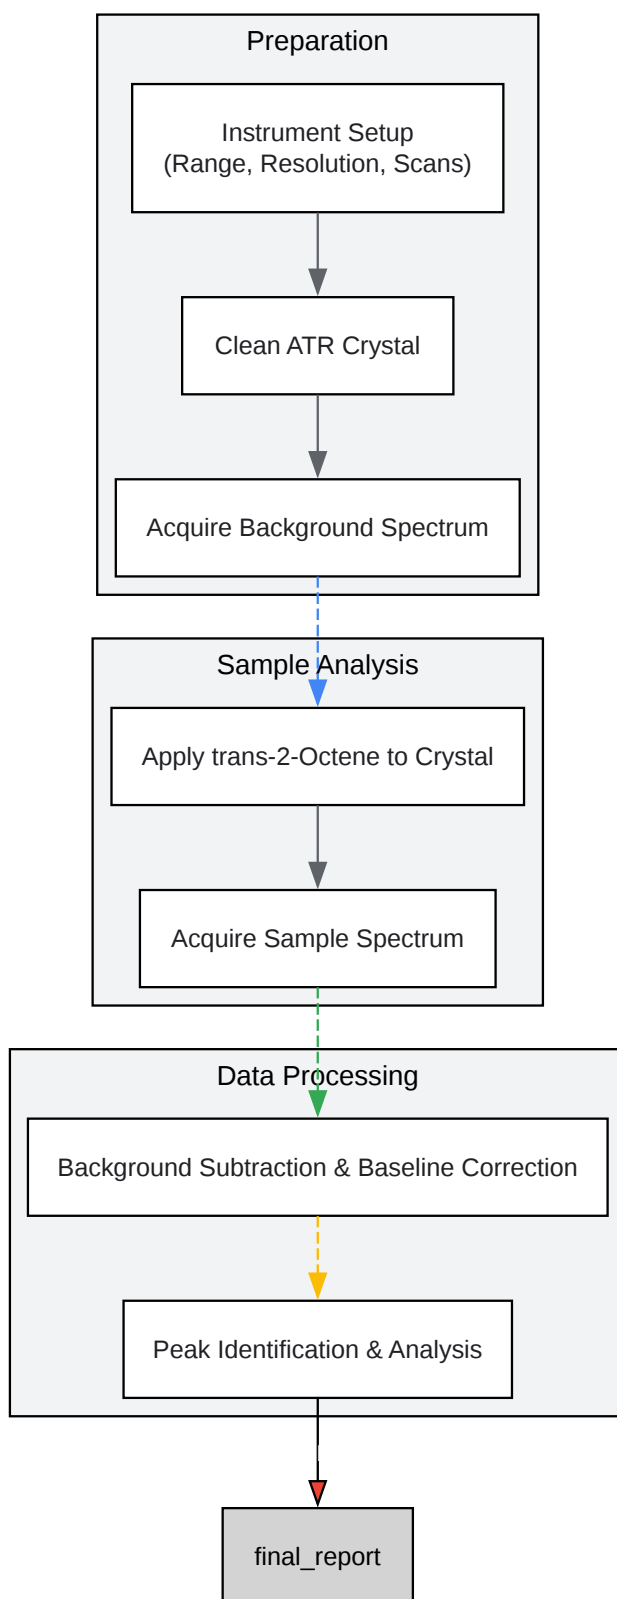 Preparation
Instrument Setup
(Range, Resolution, Scans)
Clean ATR Crystal
Acquire Background Spectrum
Sample Analysis
Apply trans-2-Octene to Crystal
Acquire Sample Spectrum
Data Processing
Background Subtraction & Baseline Correction
Peak Identification & Analysis
final_report